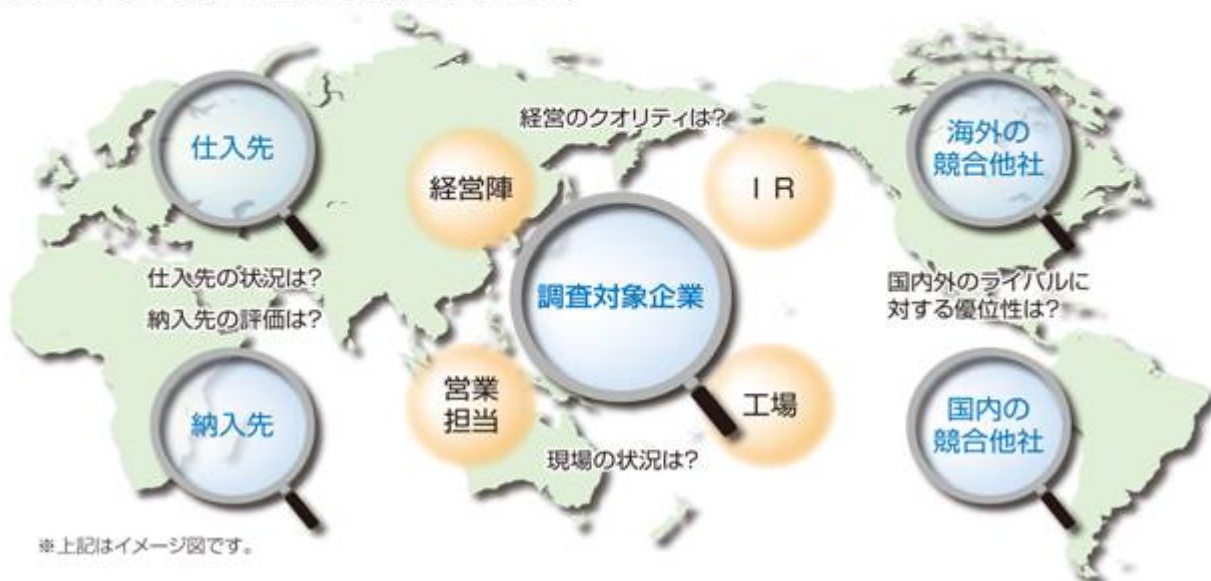 経営のクオリティは?
仕入先
経営陣
IR
海外の
競合他社
仕入先の状況は?
納入先の評価は?
調査対象企業
国内外のライバルに
対する優位性は?
納入先
営業
担当
工場
国内の
競合他社
現場の状況は?
※上記はイメージ図です。